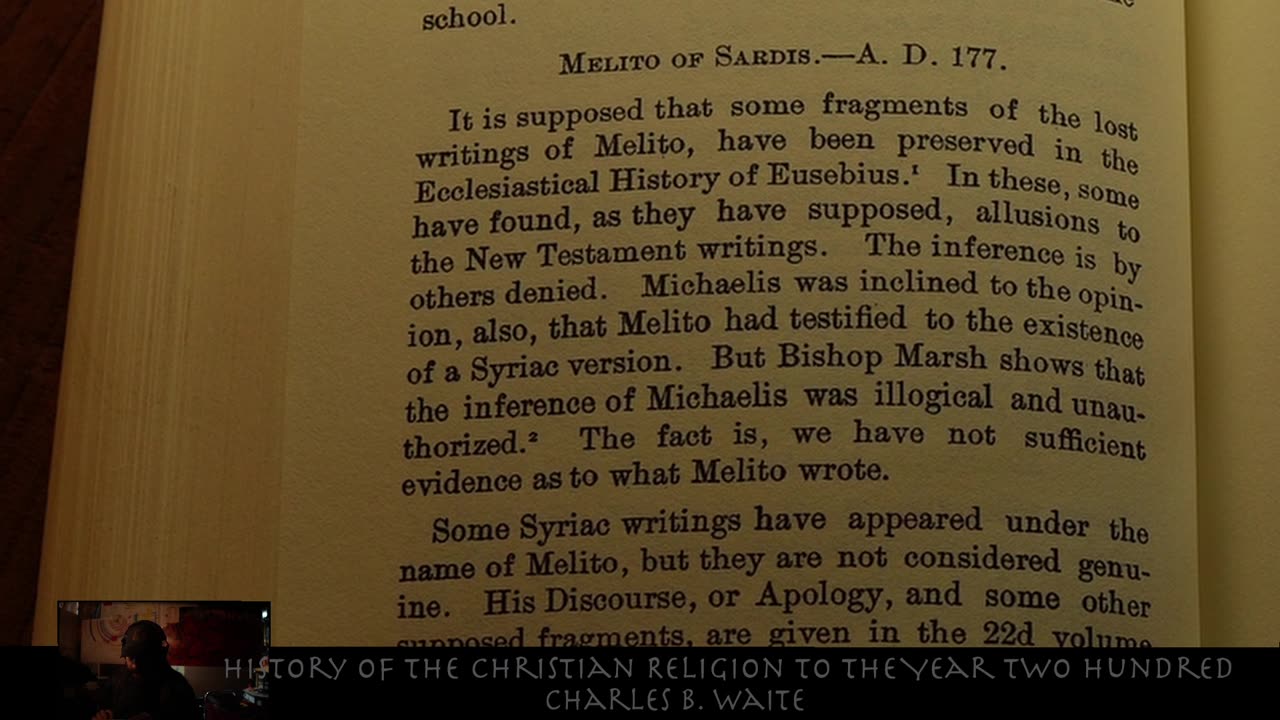 school.
MELITO OF SARDIS.—A. D. 177.
It is supposed that some fragments of the lost
writings of Melito, have been preserved in the
Ecclesiastical History of Eusebius.¹ In these, some
have found, as they have supposed, allusions to
the New Testament writings. The inference is by
others denied. Michaelis was inclined to the opin-
ion, also, that Melito had testified to the existence
of a Syriac version. But Bishop Marsh shows that
the inference of Michaelis was illogical and unau-
thorized.² The fact is, we have not sufficient
evidence as to what Melito wrote.
Some Syriac writings have appeared under the
name of Melito, but they are not considered genu-
ine. His Discourse, or Apology, and some other
supposed fragments, are given in the 22d volume
HISTORY OF THE CHRISTIAN RELIGION TO THE YEAR TWO HUNDRED
CHARLES B. WAITE